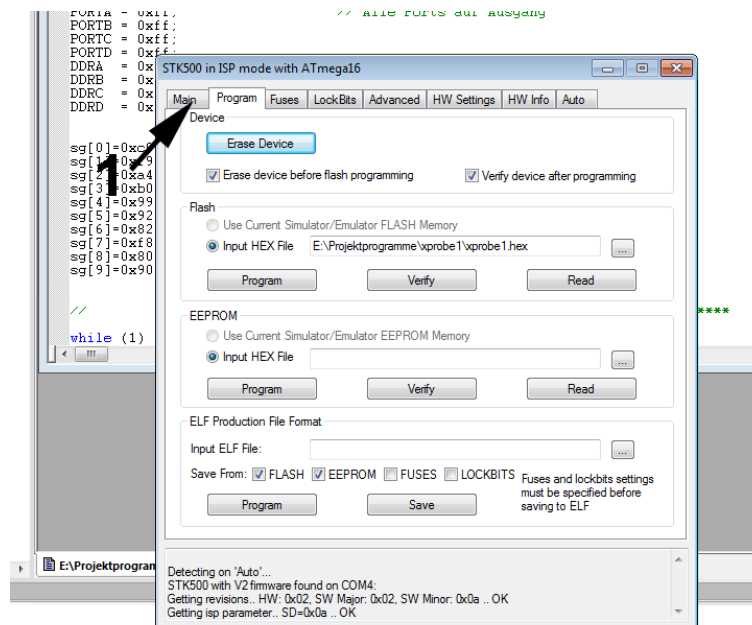 PORTA = 0xff;
// Alle Ports auf Ausgang
PORTB = 0xff;
PORTC = 0xff;
PORTD = 0xff;
DDRA = 0x
DDRB = 0x
DDRC = 0x
DDRD = 0x
sg[0]=0xc
sg[1] 9
sg[2] a4
sg[3] 0xb0
sg[4]=0x99
sg[5]=0x92
sg[6]=0x82
sg[7]=0xf8
sg[8]=0x80
sg[9]=0x90
//
****
while (1)
1
E:\Projektprogram
STK500 in ISP mode with ATmega16
Main Program Fuses LockBits Advanced HW Settings HW Info Auto
Device
Erase Device
Erase device before flash programming Verify device after programming
Flash
Use Current Simulator/Emulator FLASH Memory
Input HEX File E:\Projektprogramme\xprobe1\xprobe1.hex ...
Program Verify Read
EEPROM
Use Current Simulator/Emulator EEPROM Memory
Input HEX File ...
Program Verify Read
ELF Production File Format
Input ELF File: ...
Save From: FLASH EEPROM FUSES LOCKBITS
Fuses and lockbits settings
must be specified before
saving to ELF
Program Save
Detecting on 'Auto'...
STK500 with V2 firmware found on COM4:
Getting revisions.. HW: 0x02, SW Major: 0x02, SW Minor: 0x0a .. OK
Getting isp parameter.. SD=0x0a .. OK